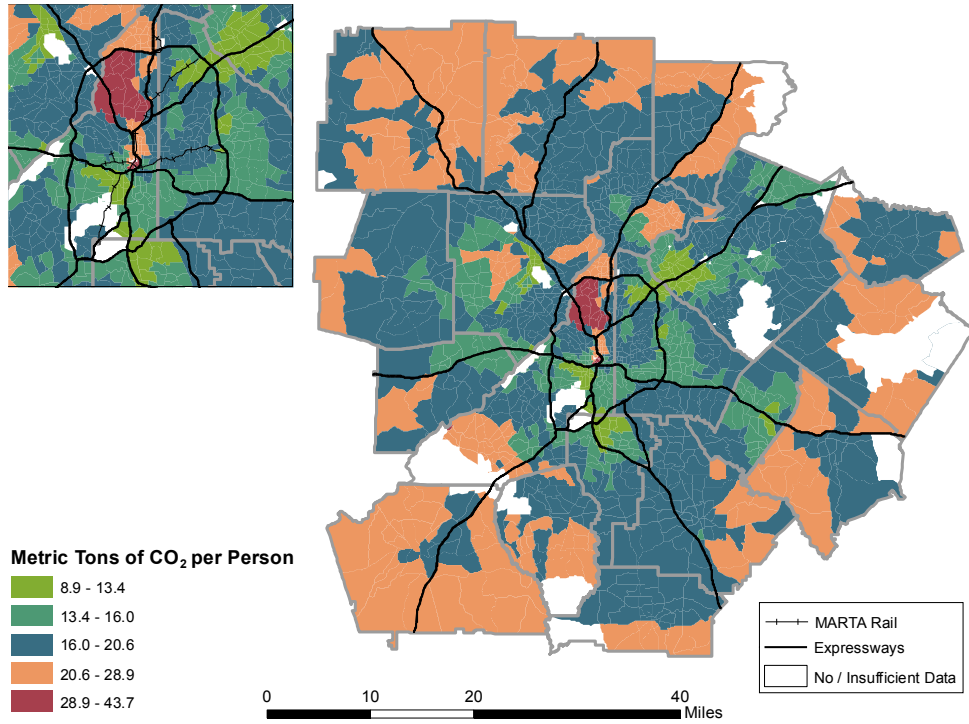 Metric Tons of CO₂ per Person
8.9 - 13.4
13.4 - 16.0
16.0 - 20.6
20.6 - 28.9
28.9 - 43.7
MARTA Rail
Expressways
No / Insufficient Data
0 10 20 40
Miles